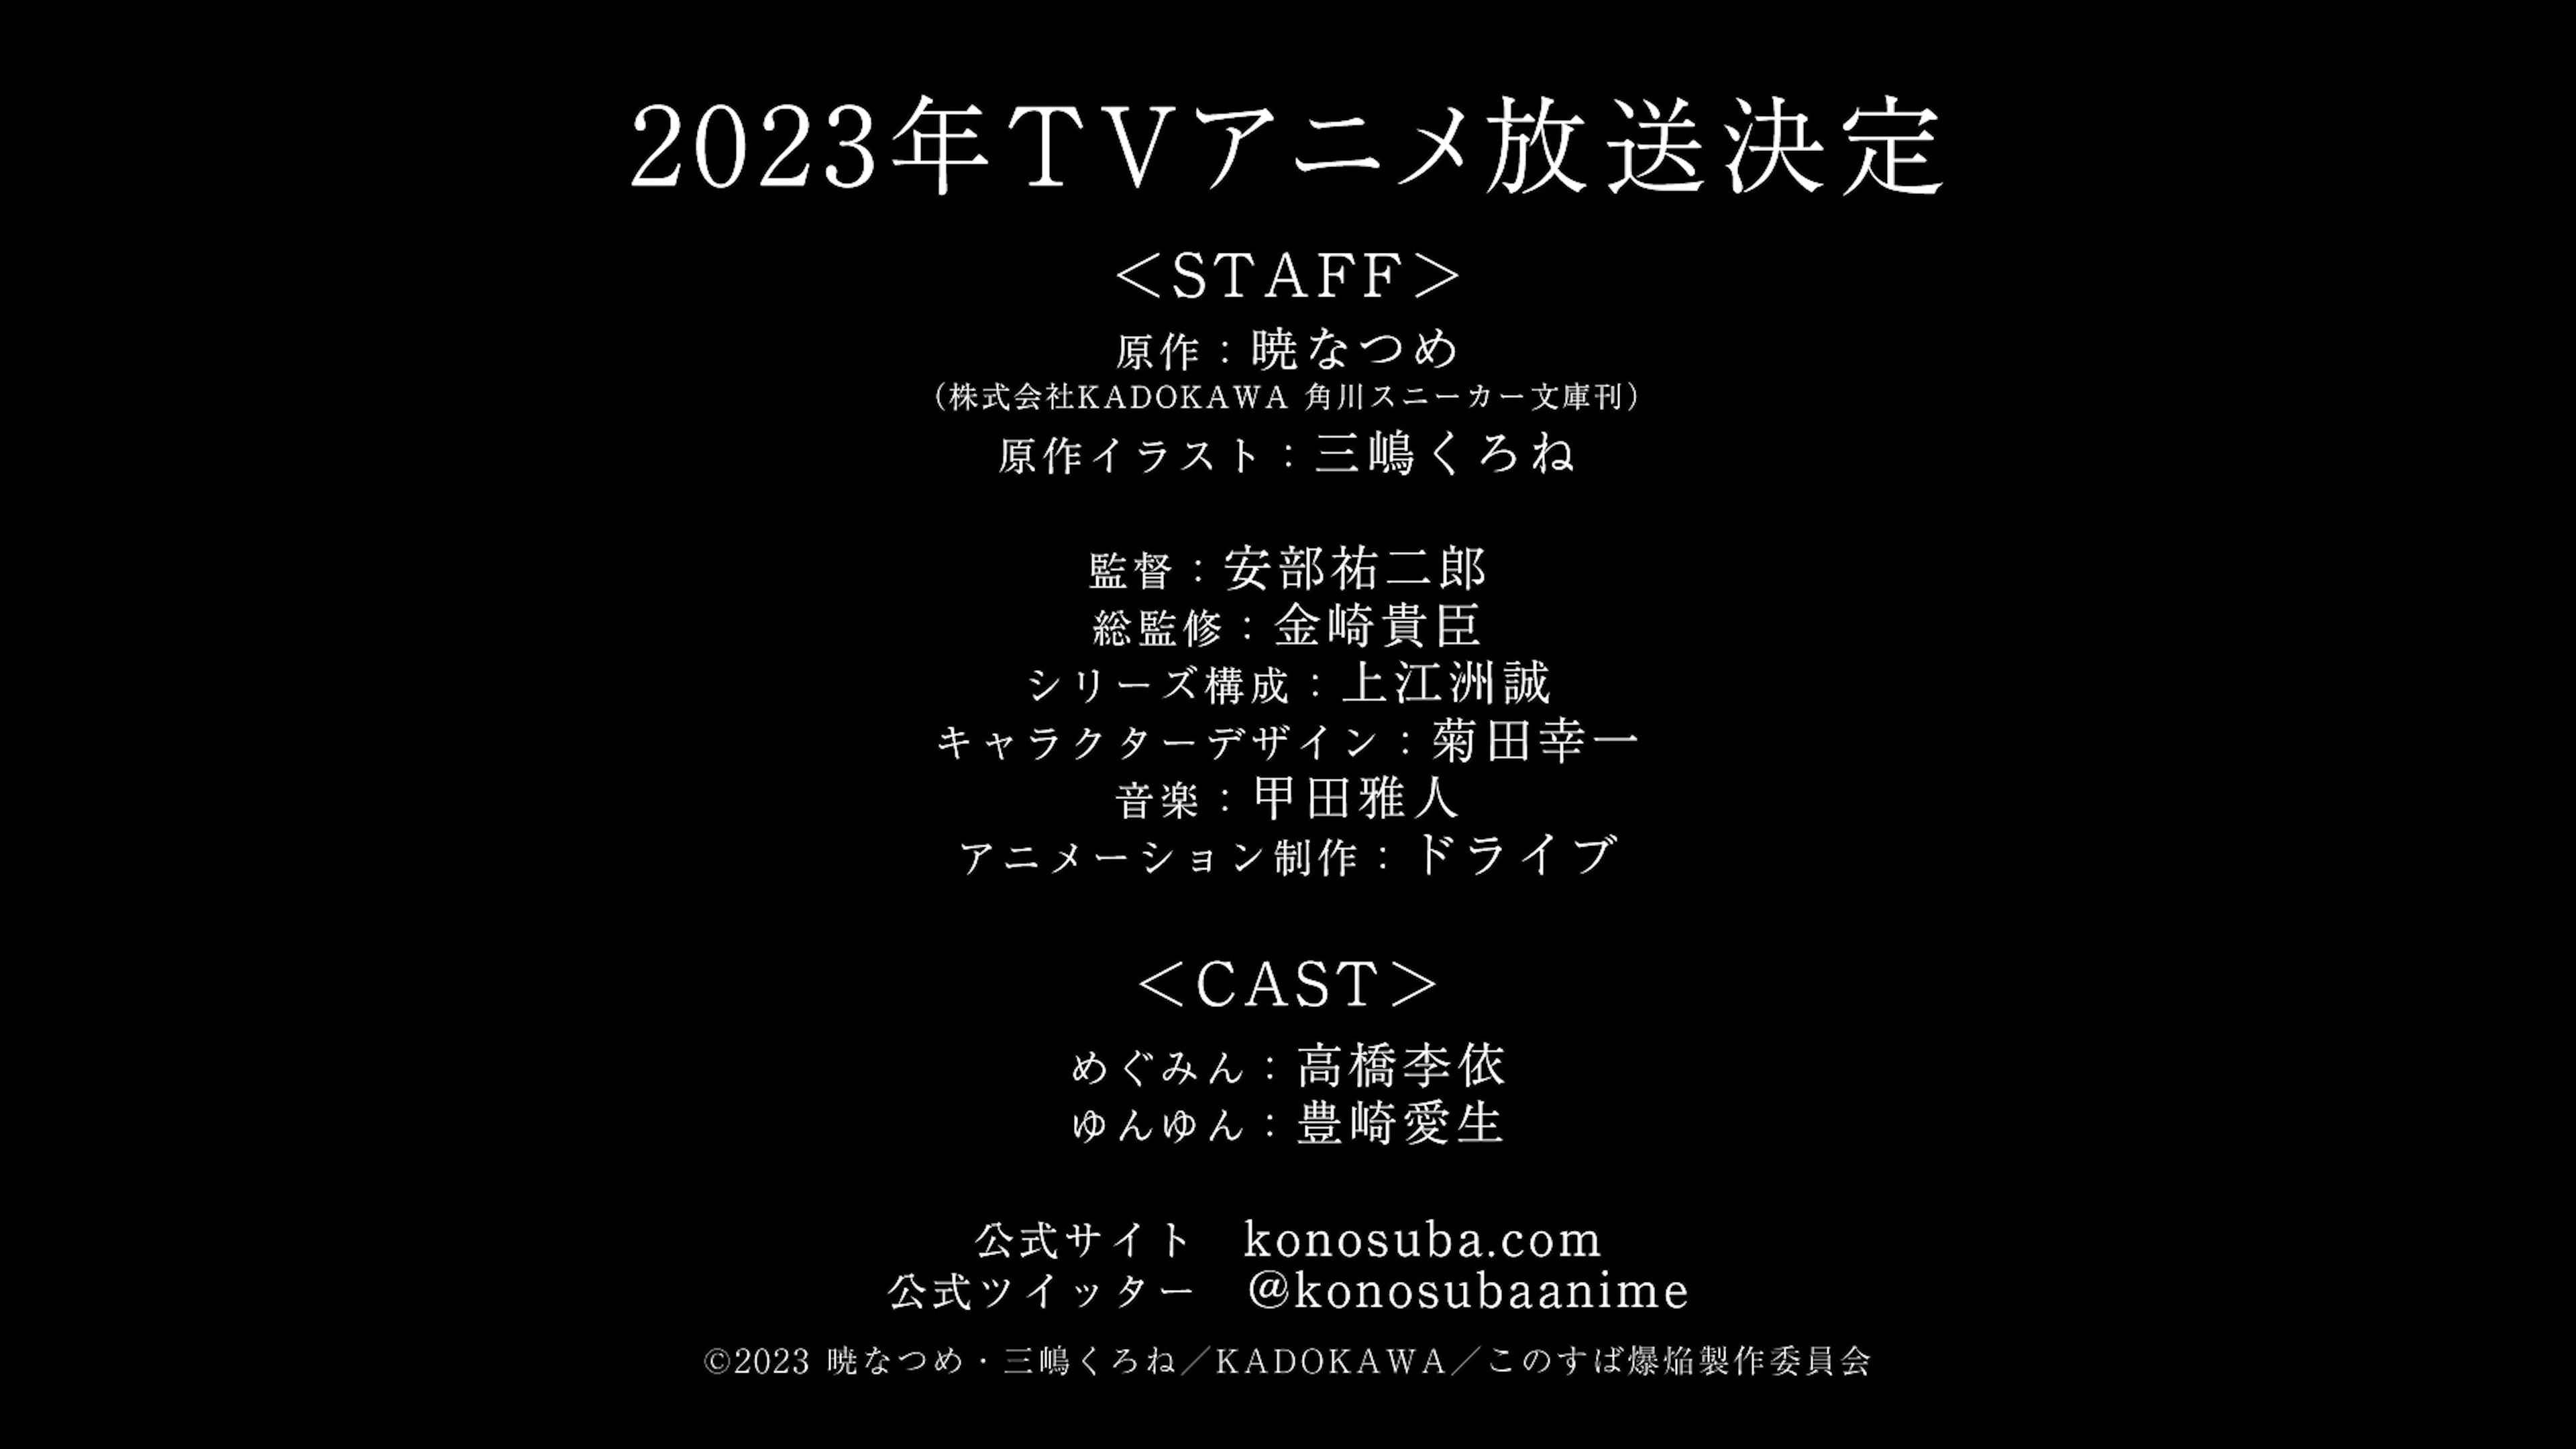 2023年TVアニメ放送決定
＜STAFF＞
原作：暁なつめ
（株式会社KADOKAWA 角川スニーカー文庫刊）
原作イラスト：三嶋くろね
監督：安部祐二郎
総監修：金崎貴臣
シリーズ構成：上江洲誠
キャラクターデザイン：菊田幸一
音楽：甲田雅人
アニメーション制作：ドライブ
＜CAST＞
めぐみん：高橋李依
ゆんゆん：豊崎愛生
公式サイト　konosuba.com
公式ツイッター　@konosubaanime
©2023 暁なつめ・三嶋くろね／KADOKAWA／このすば爆焔製作委員会